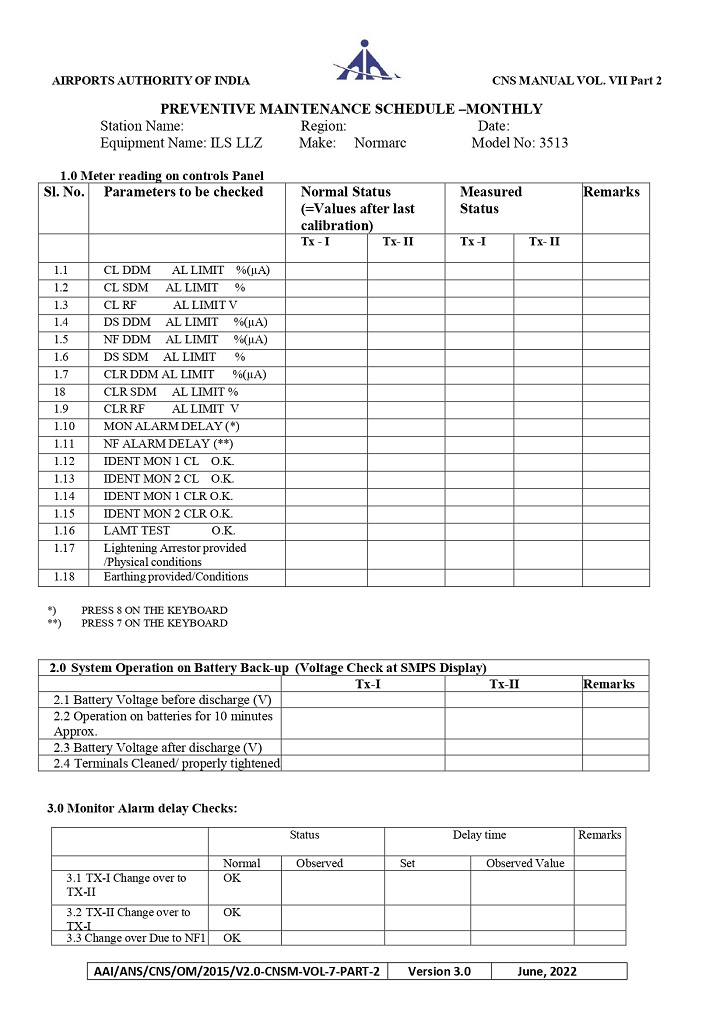 AIRPORTS AUTHORITY OF INDIA CNS MANUAL VOL. VII Part 2
PREVENTIVE MAINTENANCE SCHEDULE –MONTHLY
Station Name: Region: Date:
Equipment Name: ILS LLZ Make: Normarc Model No: 3513
1.0 Meter reading on controls Panel
Sl. No. Parameters to be checked Normal Status Measured Remarks
(=Values after last Status
calibration)
Tx - I Tx- II Tx -I Tx- II
1.1 CL DDM AL LIMIT %(µA)
1.2 CL SDM AL LIMIT %
1.3 CL RF AL LIMIT V
1.4 DS DDM AL LIMIT %(µA)
1.5 NF DDM AL LIMIT %(µA)
1.6 DS SDM AL LIMIT %
1.7 CLR DDM AL LIMIT %(µA)
18 CLR SDM AL LIMIT %
1.9 CLR RF AL LIMIT V
1.10 MON ALARM DELAY (*)
1.11 NF ALARM DELAY (**)
1.12 IDENT MON 1 CL O.K.
1.13 IDENT MON 2 CL O.K.
1.14 IDENT MON 1 CLR O.K.
1.15 IDENT MON 2 CLR O.K.
1.16 LAMT TEST O.K.
1.17 Lightening Arrestor provided
/Physical conditions
1.18 Earthing provided/Conditions
*) PRESS 8 ON THE KEYBOARD
**) PRESS 7 ON THE KEYBOARD
2.0 System Operation on Battery Back-up (Voltage Check at SMPS Display)
Tx-I Tx-II Remarks
2.1 Battery Voltage before discharge (V)
2.2 Operation on batteries for 10 minutes
Approx.
2.3 Battery Voltage after discharge (V)
2.4 Terminals Cleaned/ properly tightened
3.0 Monitor Alarm delay Checks:
Status Delay time Remarks
Normal Observed Set Observed Value
3.1 TX-I Change over to OK
TX-II
3.2 TX-II Change over to OK
TX-I
3.3 Change over Due to NF1 OK
AAI/ANS/CNS/OM/2015/V2.0-CNSM-VOL-7-PART-2 Version 3.0 June, 2022